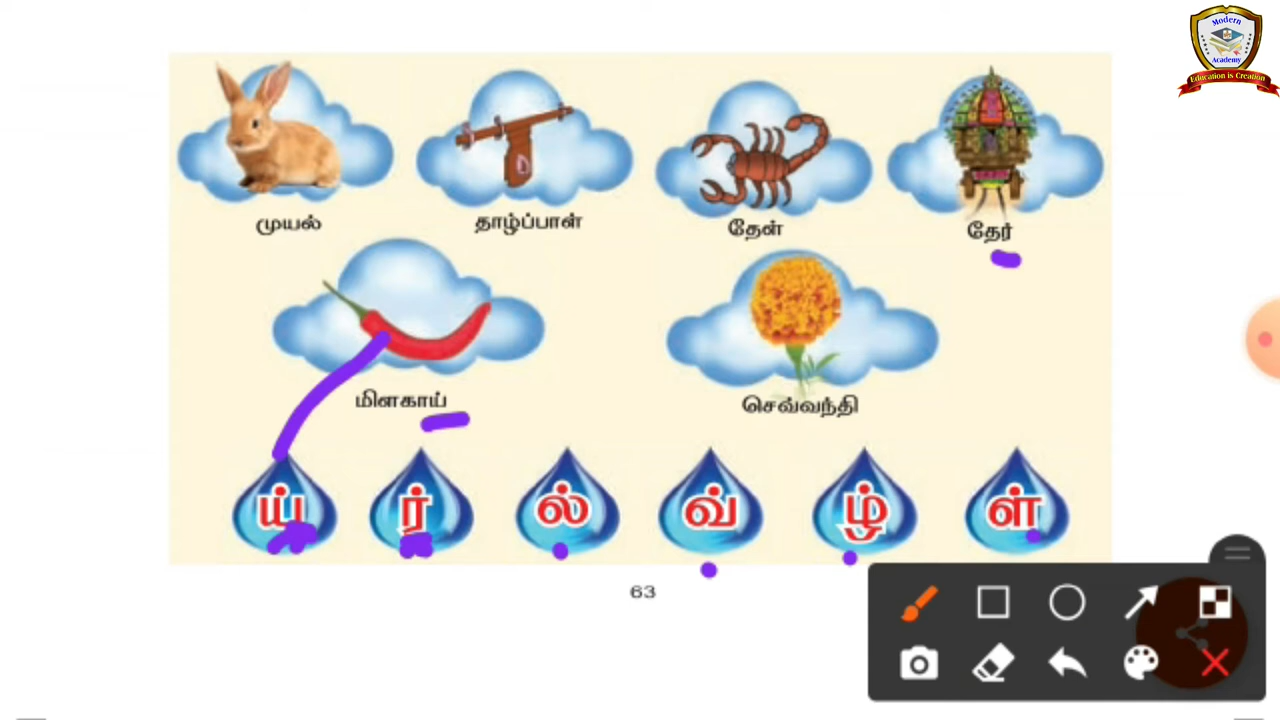 Modern
Academy
Education is Creation
முயல்
தாழ்ப்பாள்
தேள்
தேர்
மிளகாய்
செவ்வந்தி
ய் ர் ல் வ் ழ் ள்
63